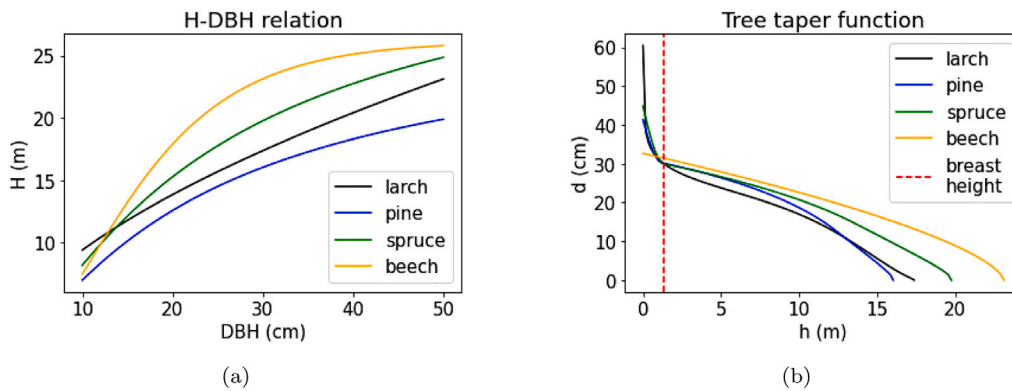 H-DBH relation
H (m)
25
20
15
10
10 20 30 40 50
DBH (cm)
larch
pine
spruce
beech
(a)
Tree taper function
d (cm)
60
50
40
30
20
10
0
0 5 10 15 20
h (m)
larch
pine
spruce
beech
breast
height
(b)